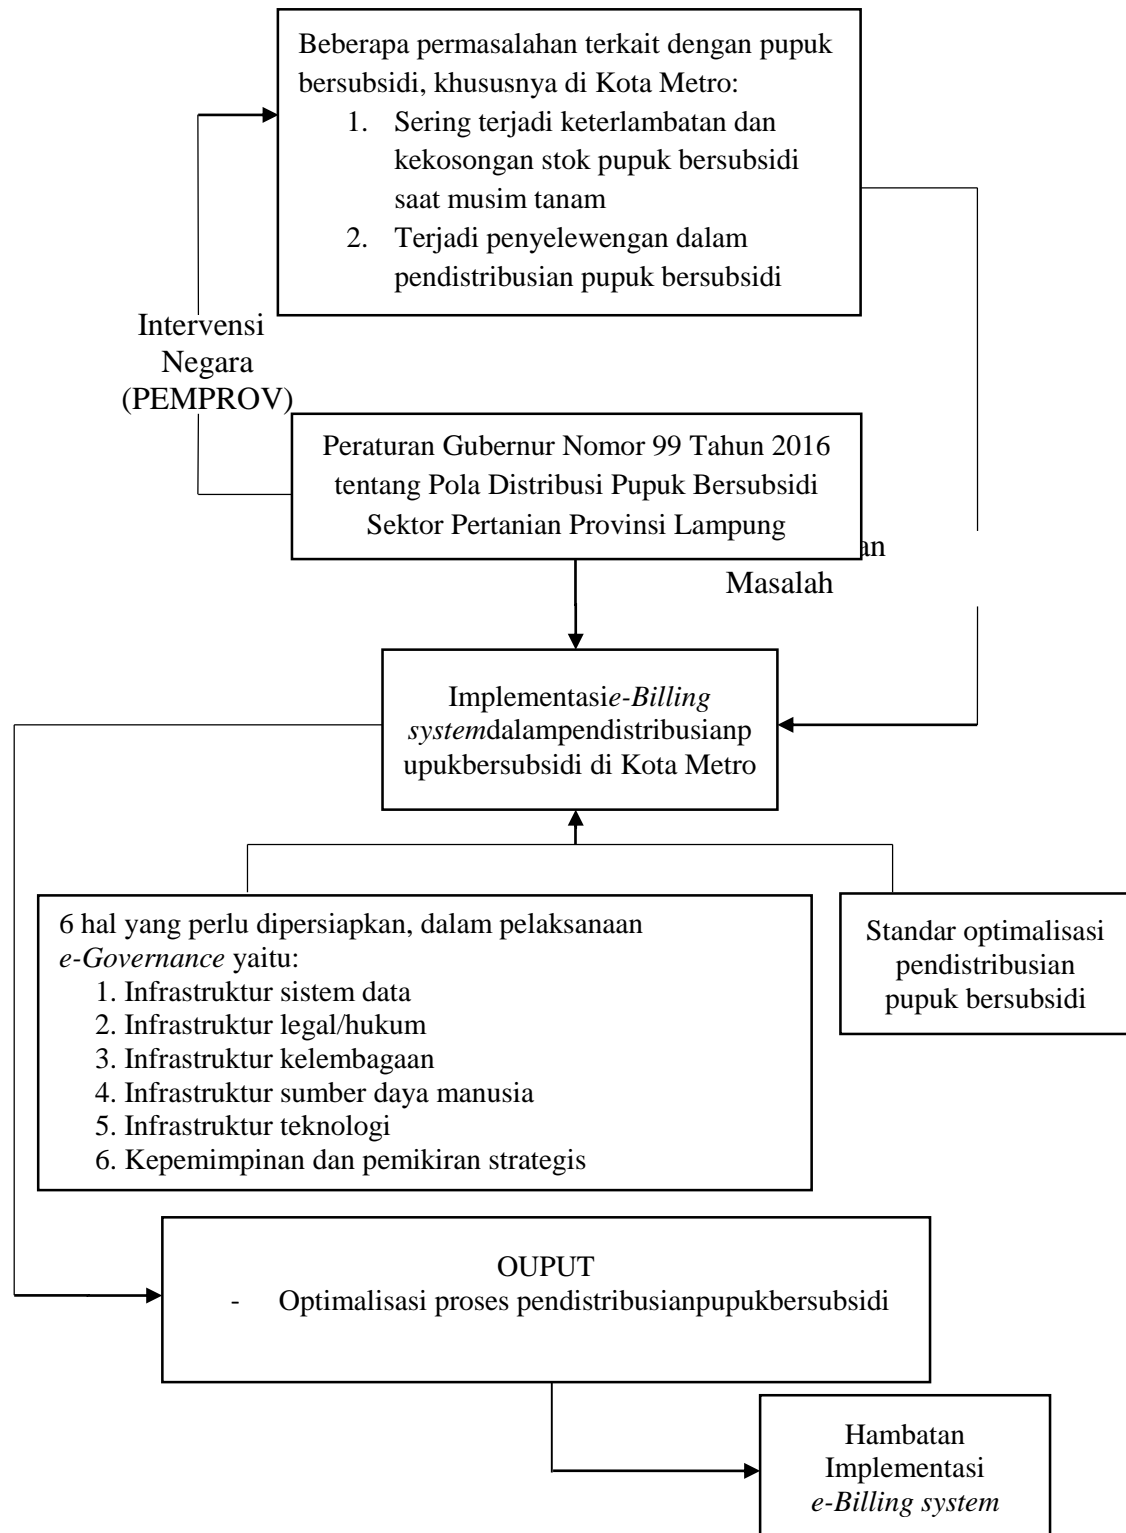 Beberapa permasalahan terkait dengan pupuk
bersubsidi, khususnya di Kota Metro:
1. Sering terjadi keterlambatan dan
kekosongan stok pupuk bersubsidi
saat musim tanam
2. Terjadi penyelewengan dalam
pendistribusian pupuk bersubsidi
Intervensi
Negara
(PEMPROV)
Peraturan Gubernur Nomor 99 Tahun 2016
tentang Pola Distribusi Pupuk Bersubsidi
Sektor Pertanian Provinsi Lampung
an
Masalah
Implementasie-Billing
systemdalampendistribusianp
upukbersubsidi di Kota Metro
6 hal yang perlu dipersiapkan, dalam pelaksanaan
e-Governance yaitu:
1. Infrastruktur sistem data
2. Infrastruktur legal/hukum
3. Infrastruktur kelembagaan
4. Infrastruktur sumber daya manusia
5. Infrastruktur teknologi
6. Kepemimpinan dan pemikiran strategis
Standar optimalisasi
pendistribusian
pupuk bersubsidi
OUPUT
- Optimalisasi proses pendistribusianpupukbersubsidi
Hambatan
Implementasi
e-Billing system